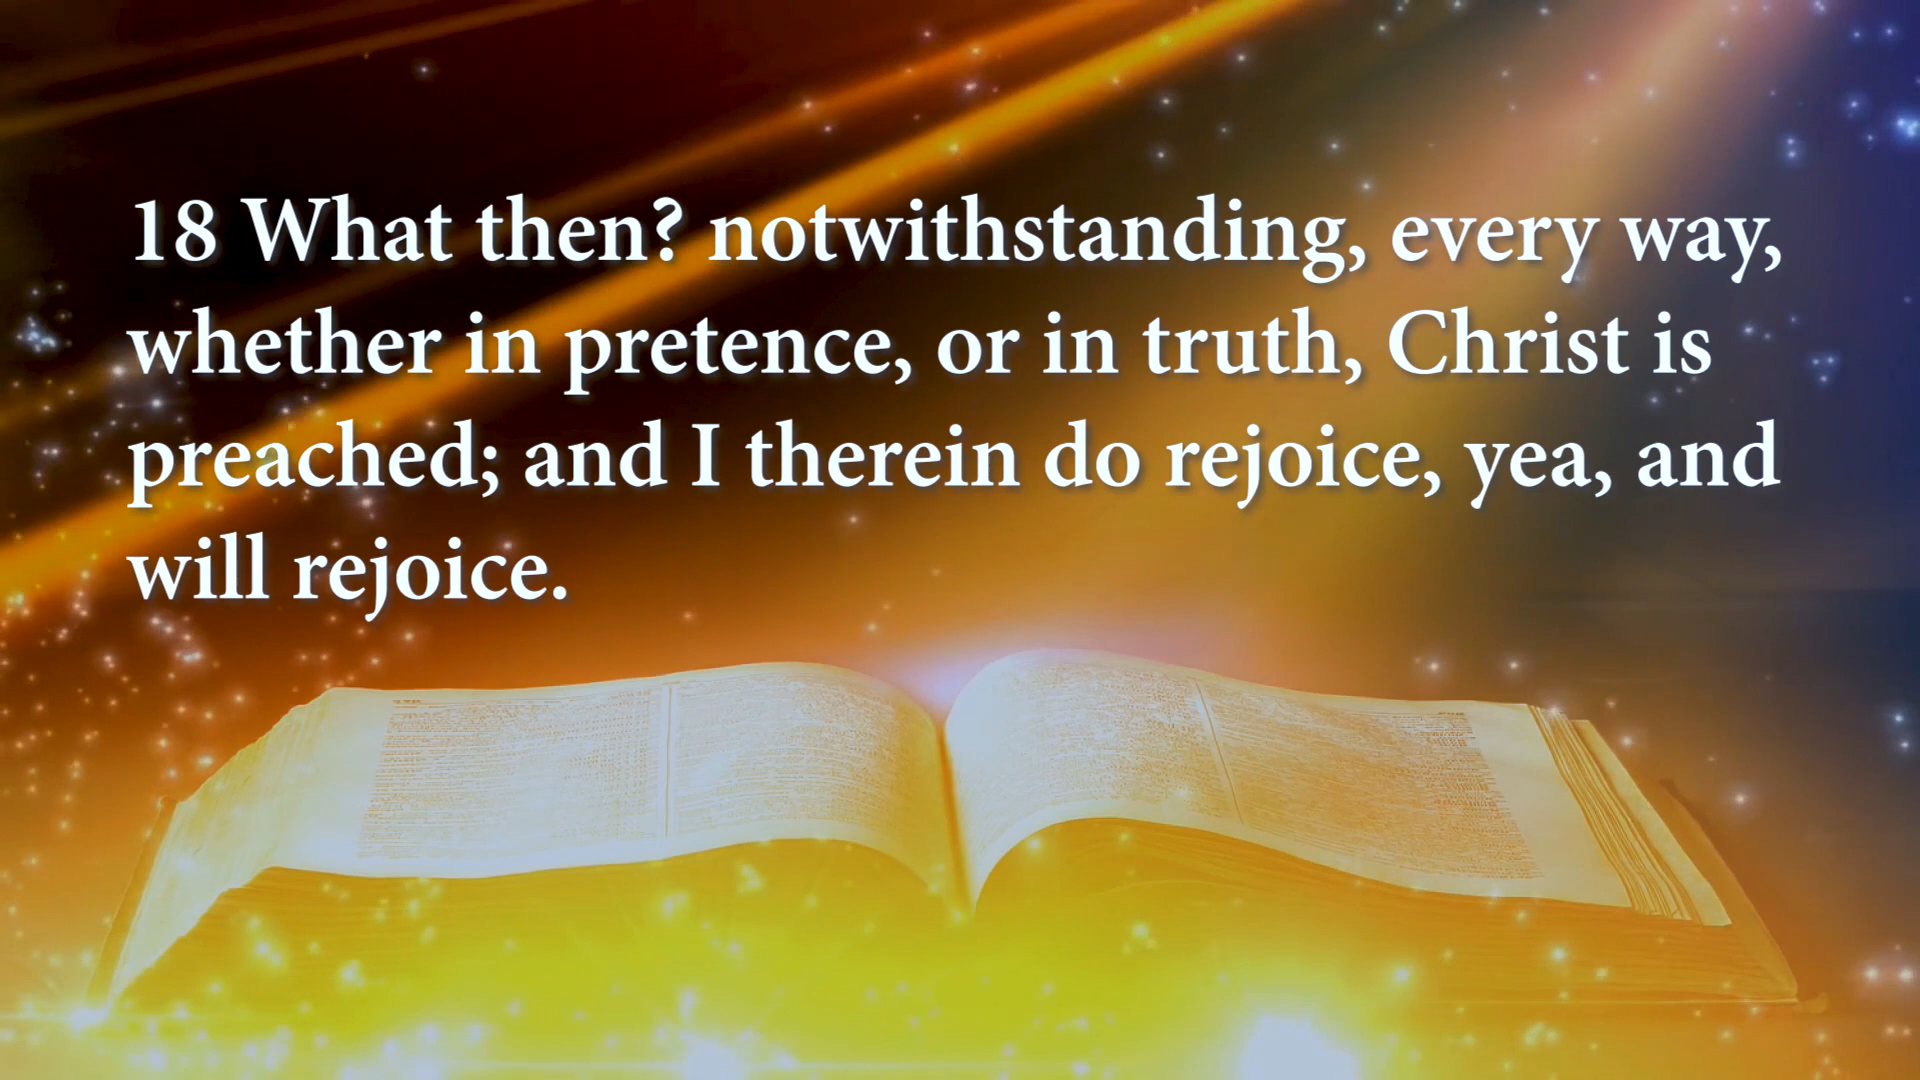 18 What then? notwithstanding, every way,
whether in pretence, or in truth, Christ is
preached; and I therein do rejoice, yea, and
will rejoice.